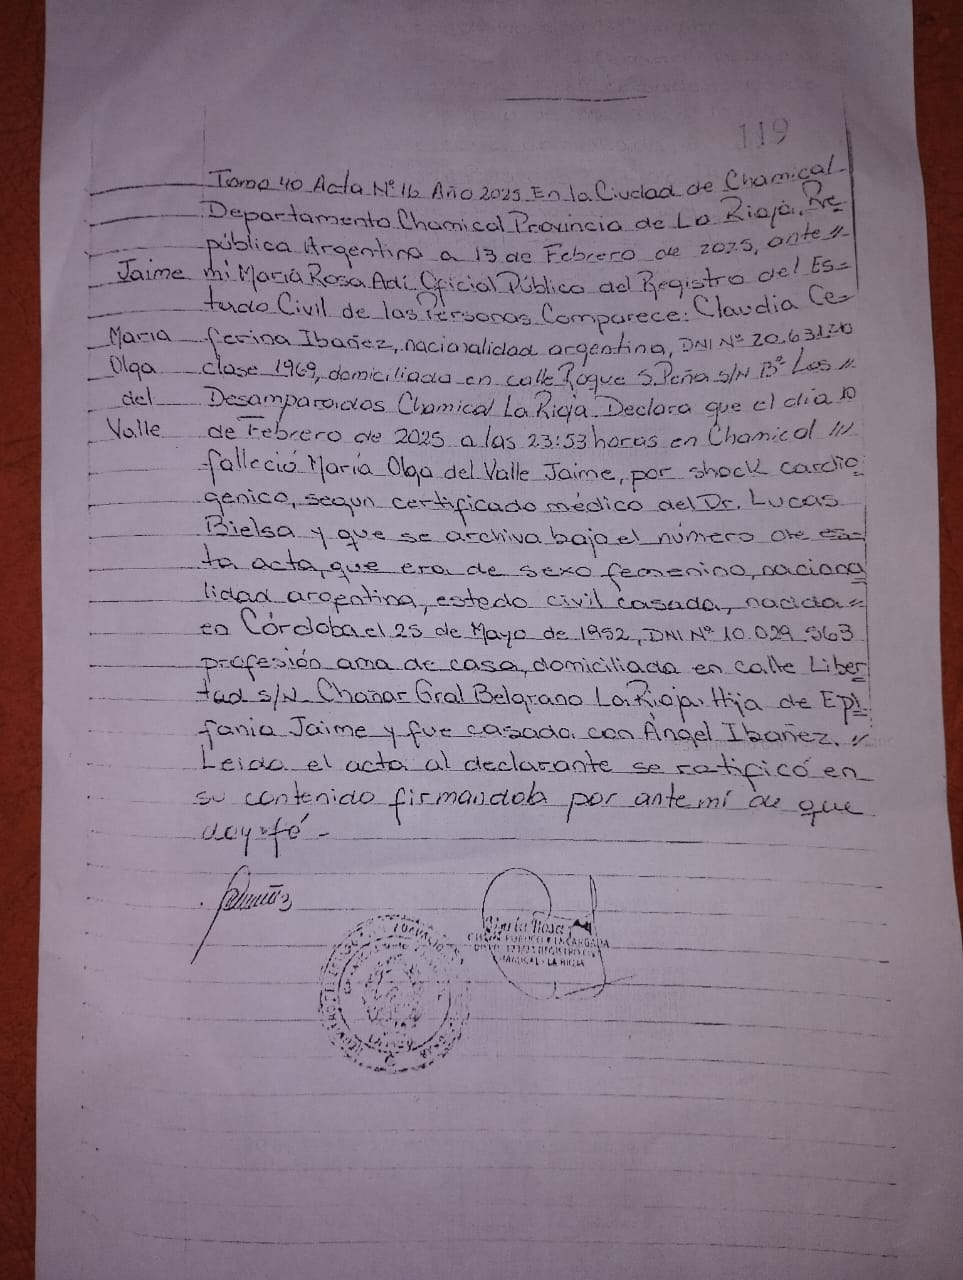 119
Tomo 40 Acta Nº 16 Año 2025 En la Ciudad de Chamical
Departamento Chamical Provincia de La Rioja, Re=
pública Argentina a 13 de Febrero de 2025, ante //
Jaime mi María Rosa Adi Oficial Público del Registro del Es=
tado Civil de las Personas Comparece: Claudia Ce=
Maria ferina Ibañez, nacionalidad argentina, DNI Nº
Olga clase 1969, domiciliada en calle Roque S. Peña S/N Bº Los //
del Desamparados Chamical La Rioja. Declara que el día 10
Valle de Febrero de 2025 a las 23:53 horas en Chamical ///
falleció María Olga del Valle Jaime, por shock cardio
genico, segun certificado médico del Dr. Lucas
Bielsa y que se archiva bajo el número de es=
ta acta, que era de sexo femenino, naciona
lidad argentina, estado civil casada, nacida =
en Córdoba el 25 de Mayo de 1952, DNI Nº 10.029.563
profesión ama de casa, domiciliada en calle Liber
tad s/N Chañar Gral Belgrano La Rioja. Hija de Epi
fania Jaime y fue casada con Ángel Ibañez. //
Leida el acta al declarante se ratificó en
su contenido firmandola por ante mí de que
doy fé -
María Rosa
CHAMICAL - LA RIOJA